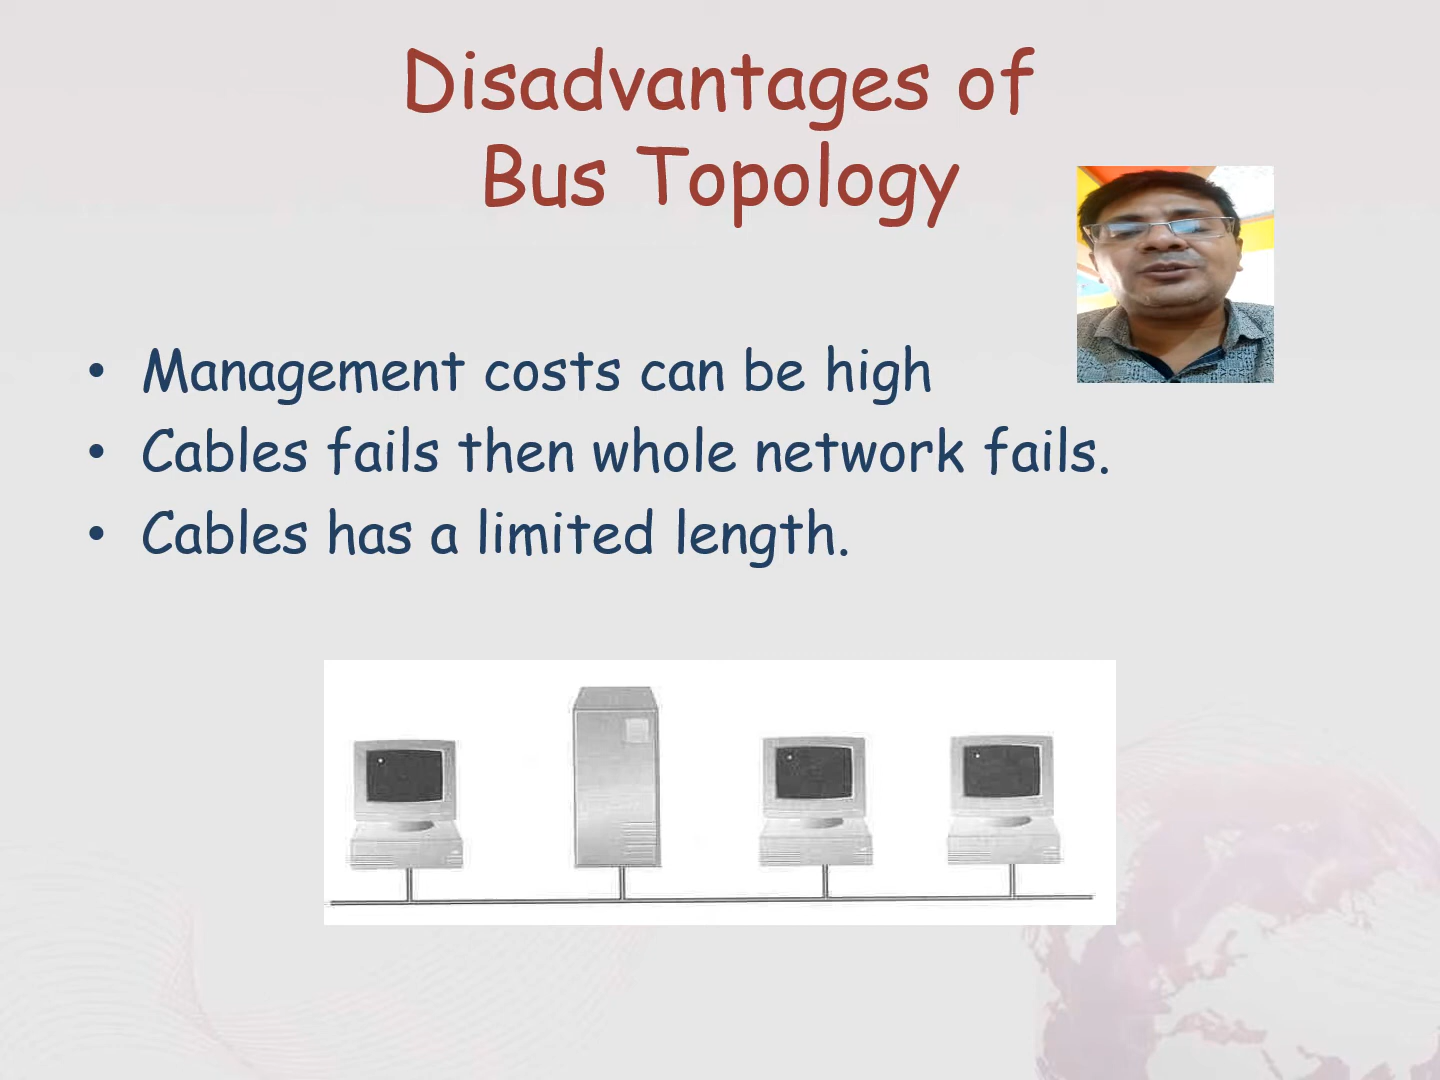 Disadvantages of
Bus Topology
• Management costs can be high
• Cables fails then whole network fails.
• Cables has a limited length.